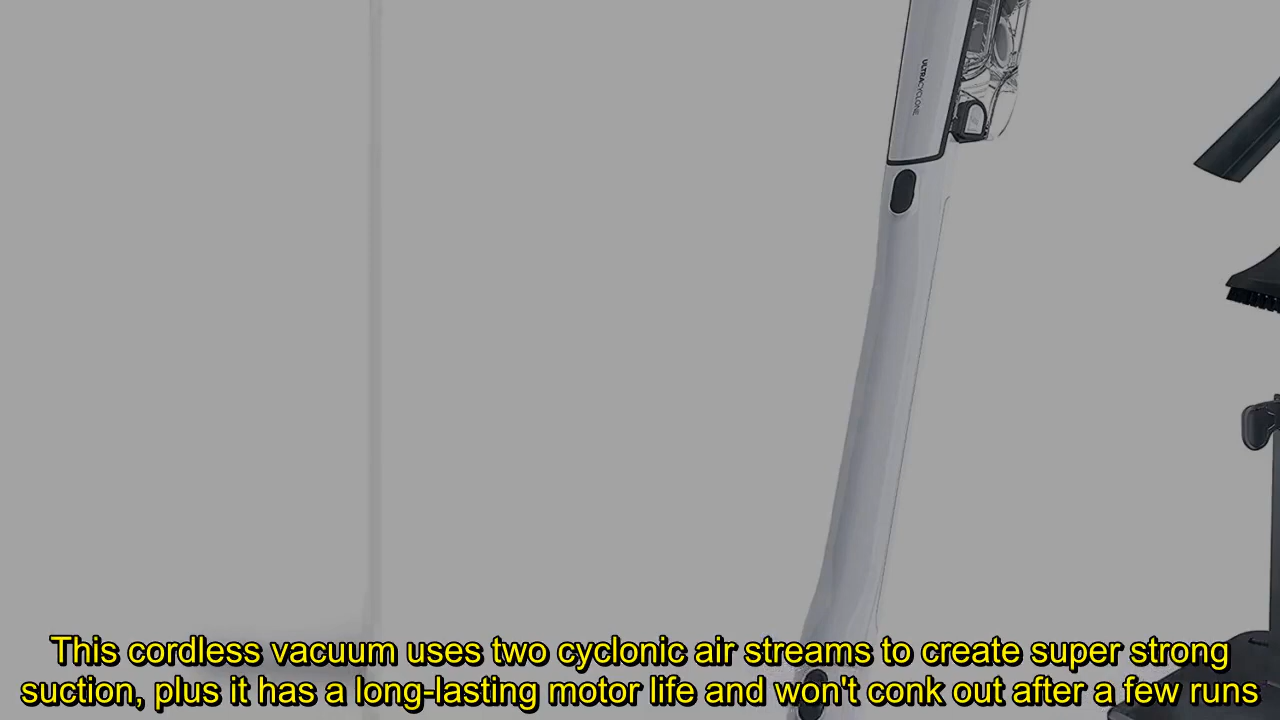 ULTRACYCLONE
This cordless vacuum uses two cyclonic air streams to create super strong
suction, plus it has a long-lasting motor life and won't conk out after a few runs